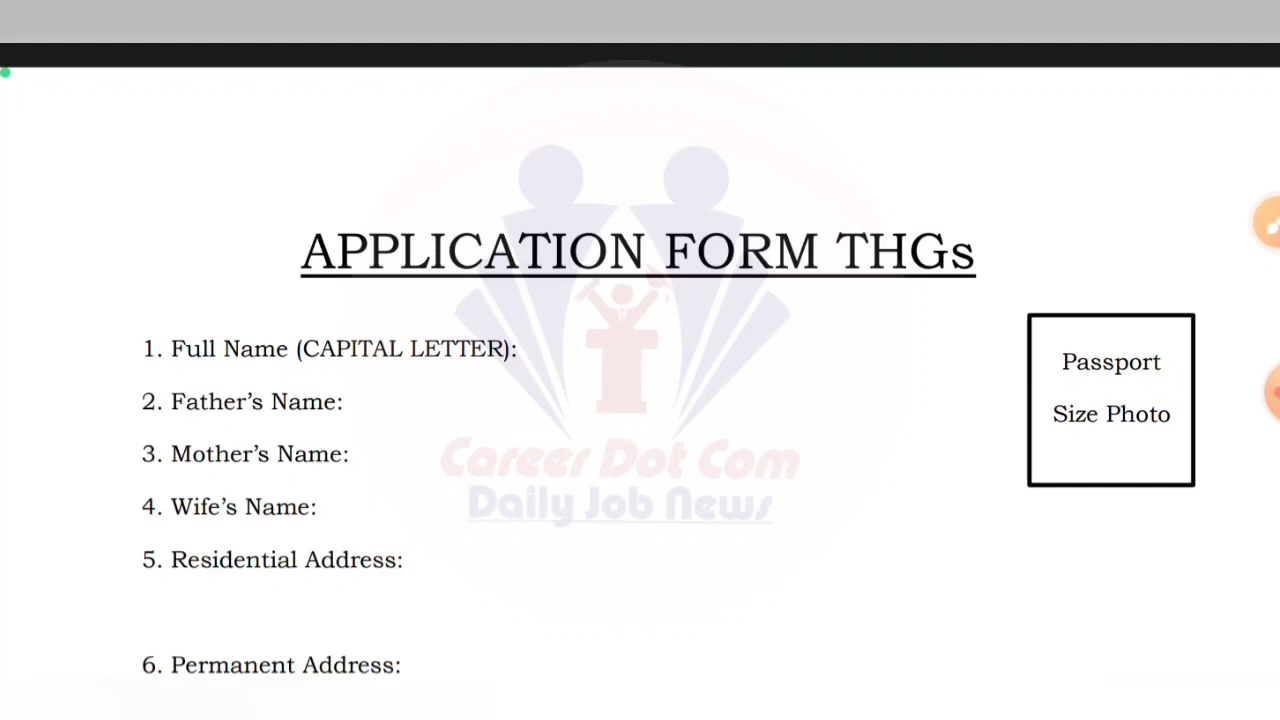 APPLICATION FORM THGs
1. Full Name (CAPITAL LETTER):
2. Father’s Name:
3. Mother’s Name:
4. Wife’s Name:
5. Residential Address:
6. Permanent Address:
Passport
Size Photo
Career Dot Com
Daily Job News